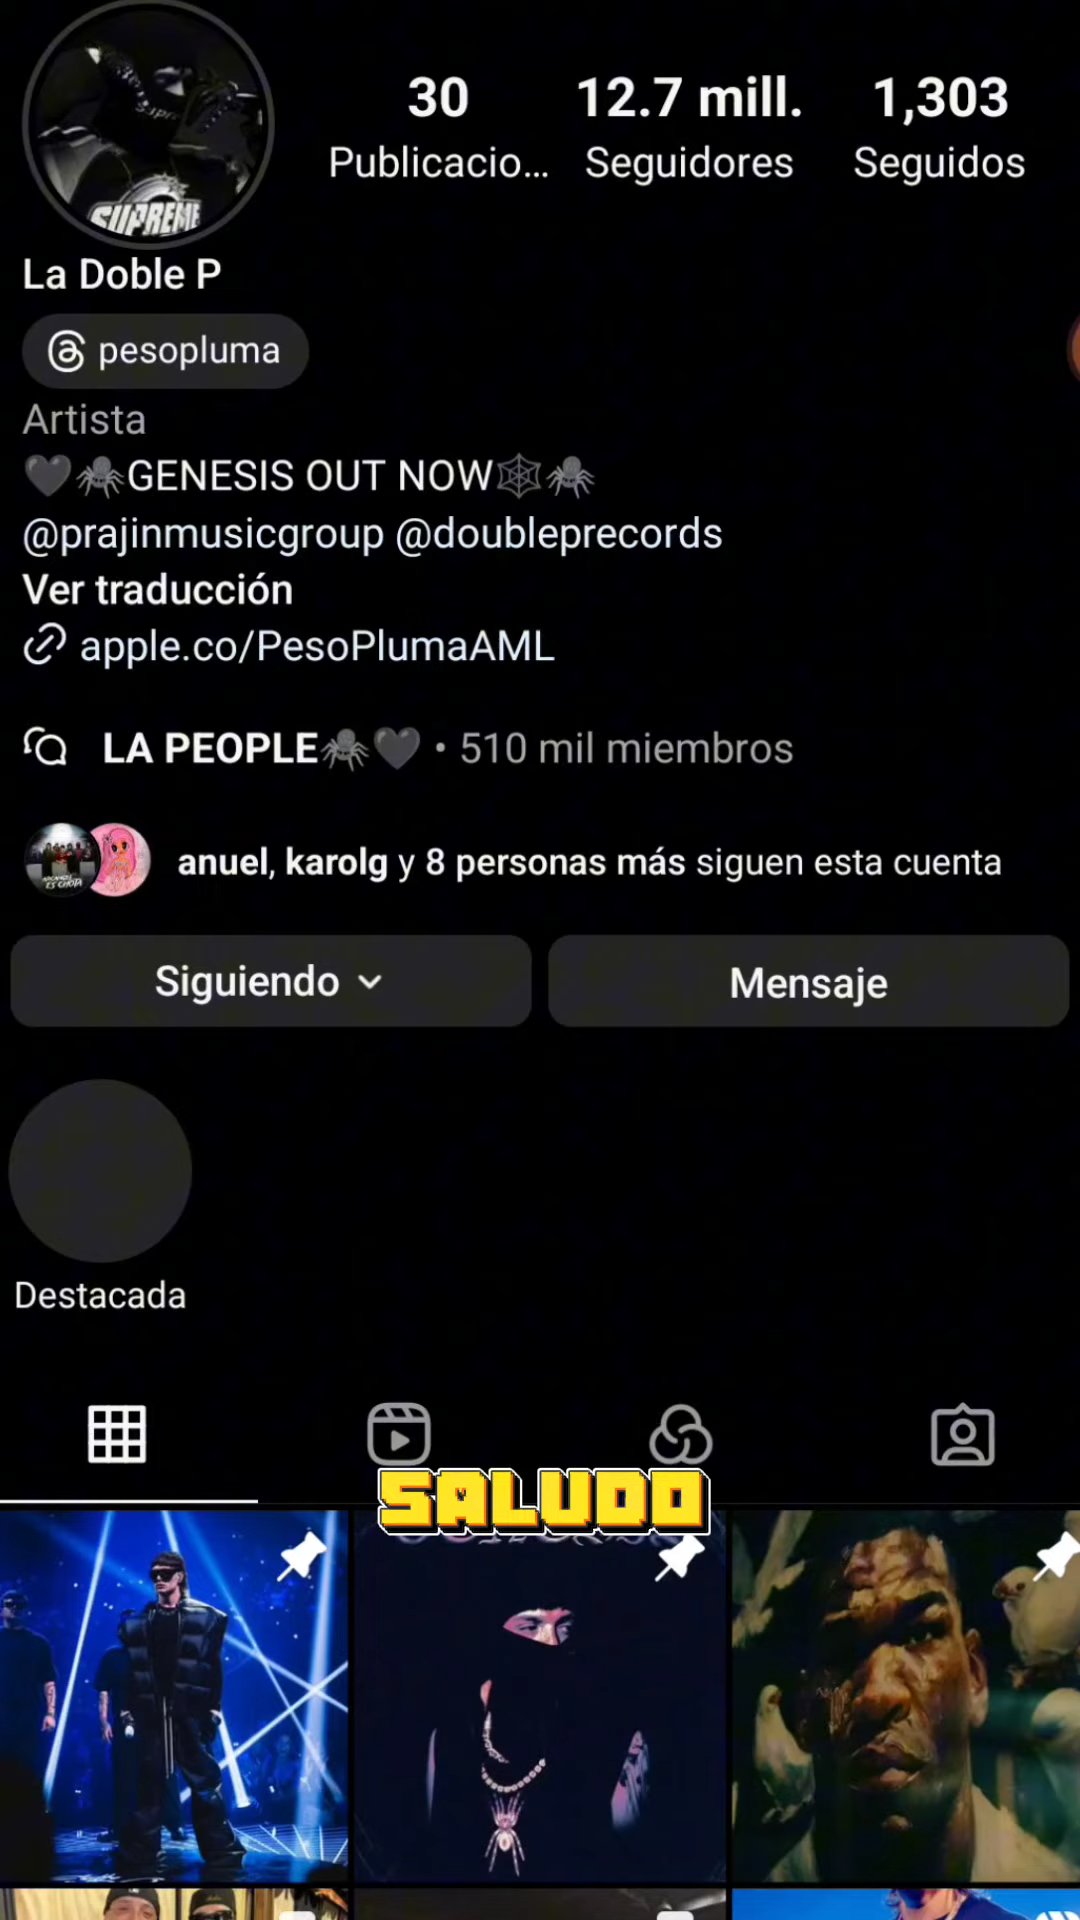 30
12.7 mill.
1,303
Publicacio...
Seguidores
Seguidos
SUPREME
La Doble P
pesopluma
Artista
🖤🕷️GENESIS OUT NOW🕸️🕷️
@prajinmusicgroup @doubleprecords
Ver traducción
apple.co/PesoPlumaAML
LA PEOPLE🕷️🖤 • 510 mil miembros
anuel, karolg y 8 personas más siguen esta cuenta
Siguiendo
Mensaje
Destacada
SALUDO